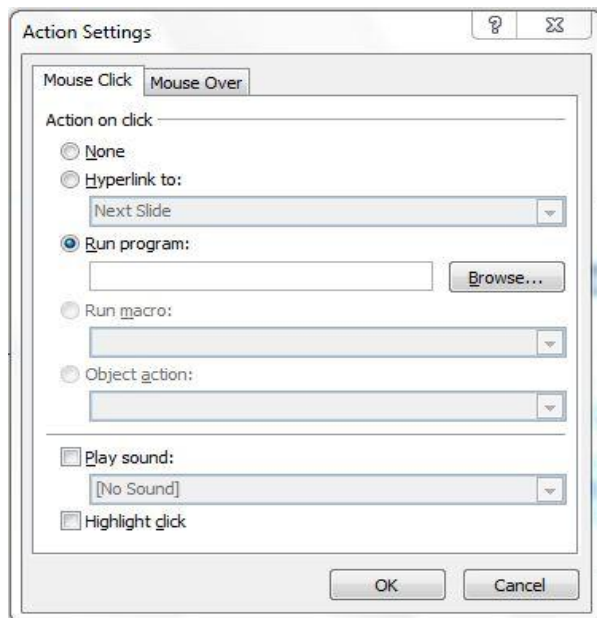 Action Settings
Mouse Click Mouse Over
Action on click
None
Hyperlink to:
Next Slide
Run program:
Browse...
Run macro:
Object action:
Play sound:
[No Sound]
Highlight click
OK Cancel